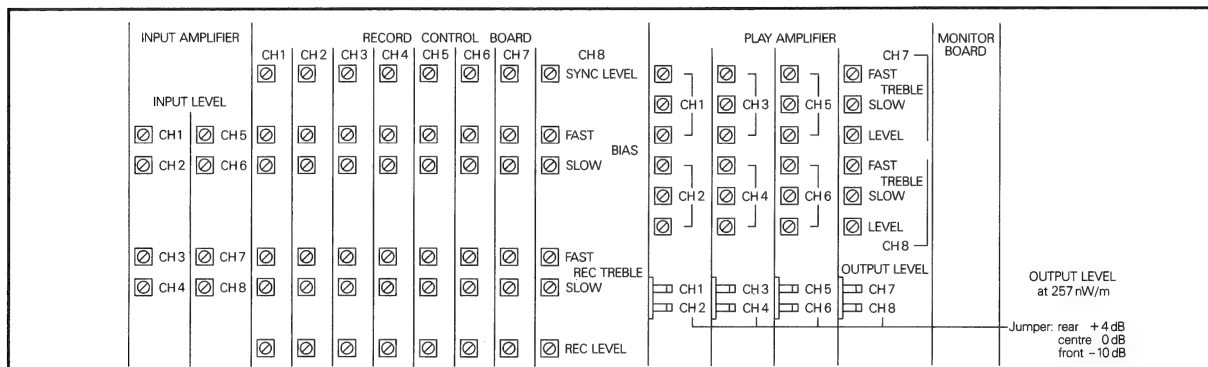 INPUT AMPLIFIER
RECORD CONTROL BOARD
PLAY AMPLIFIER
MONITOR
BOARD
CH1 CH2 CH3 CH4 CH5 CH6 CH7 CH8
SYNC LEVEL
INPUT LEVEL
CH1 CH5
FAST
BIAS
CH2 CH6
SLOW
CH3 CH7
FAST
REC TREBLE
CH4 CH8
SLOW
REC LEVEL
CH7
FAST
TREBLE
CH1 CH3 CH5 SLOW
LEVEL
FAST
TREBLE
CH2 CH4 CH6 SLOW
LEVEL
CH8
OUTPUT LEVEL
CH1 CH3 CH5 CH7
CH2 CH4 CH6 CH8
OUTPUT LEVEL
at 257 nW/m
Jumper: rear +4 dB
centre 0 dB
front -10 dB